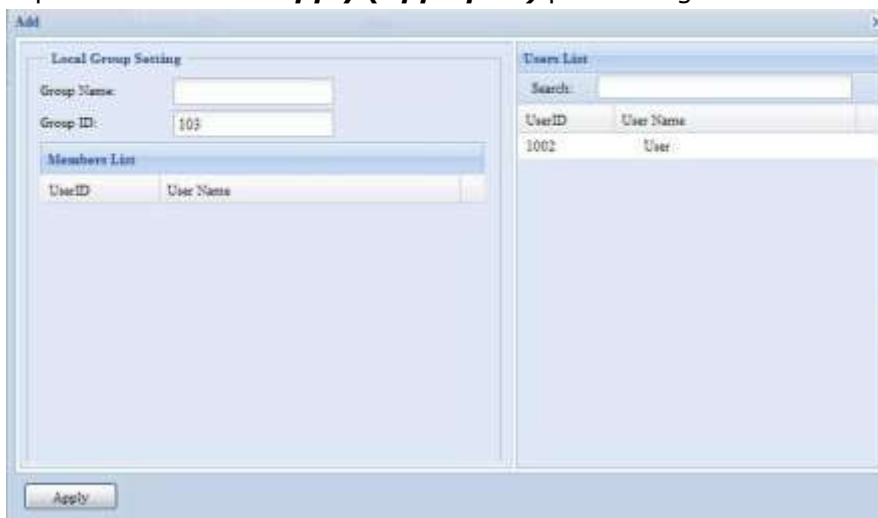 Apply
Add
Local Group Setting
Group Name:
Group ID: 103
Members List
UserID User Name
Users List
Search:
UserID User Name
1002 User
Apply